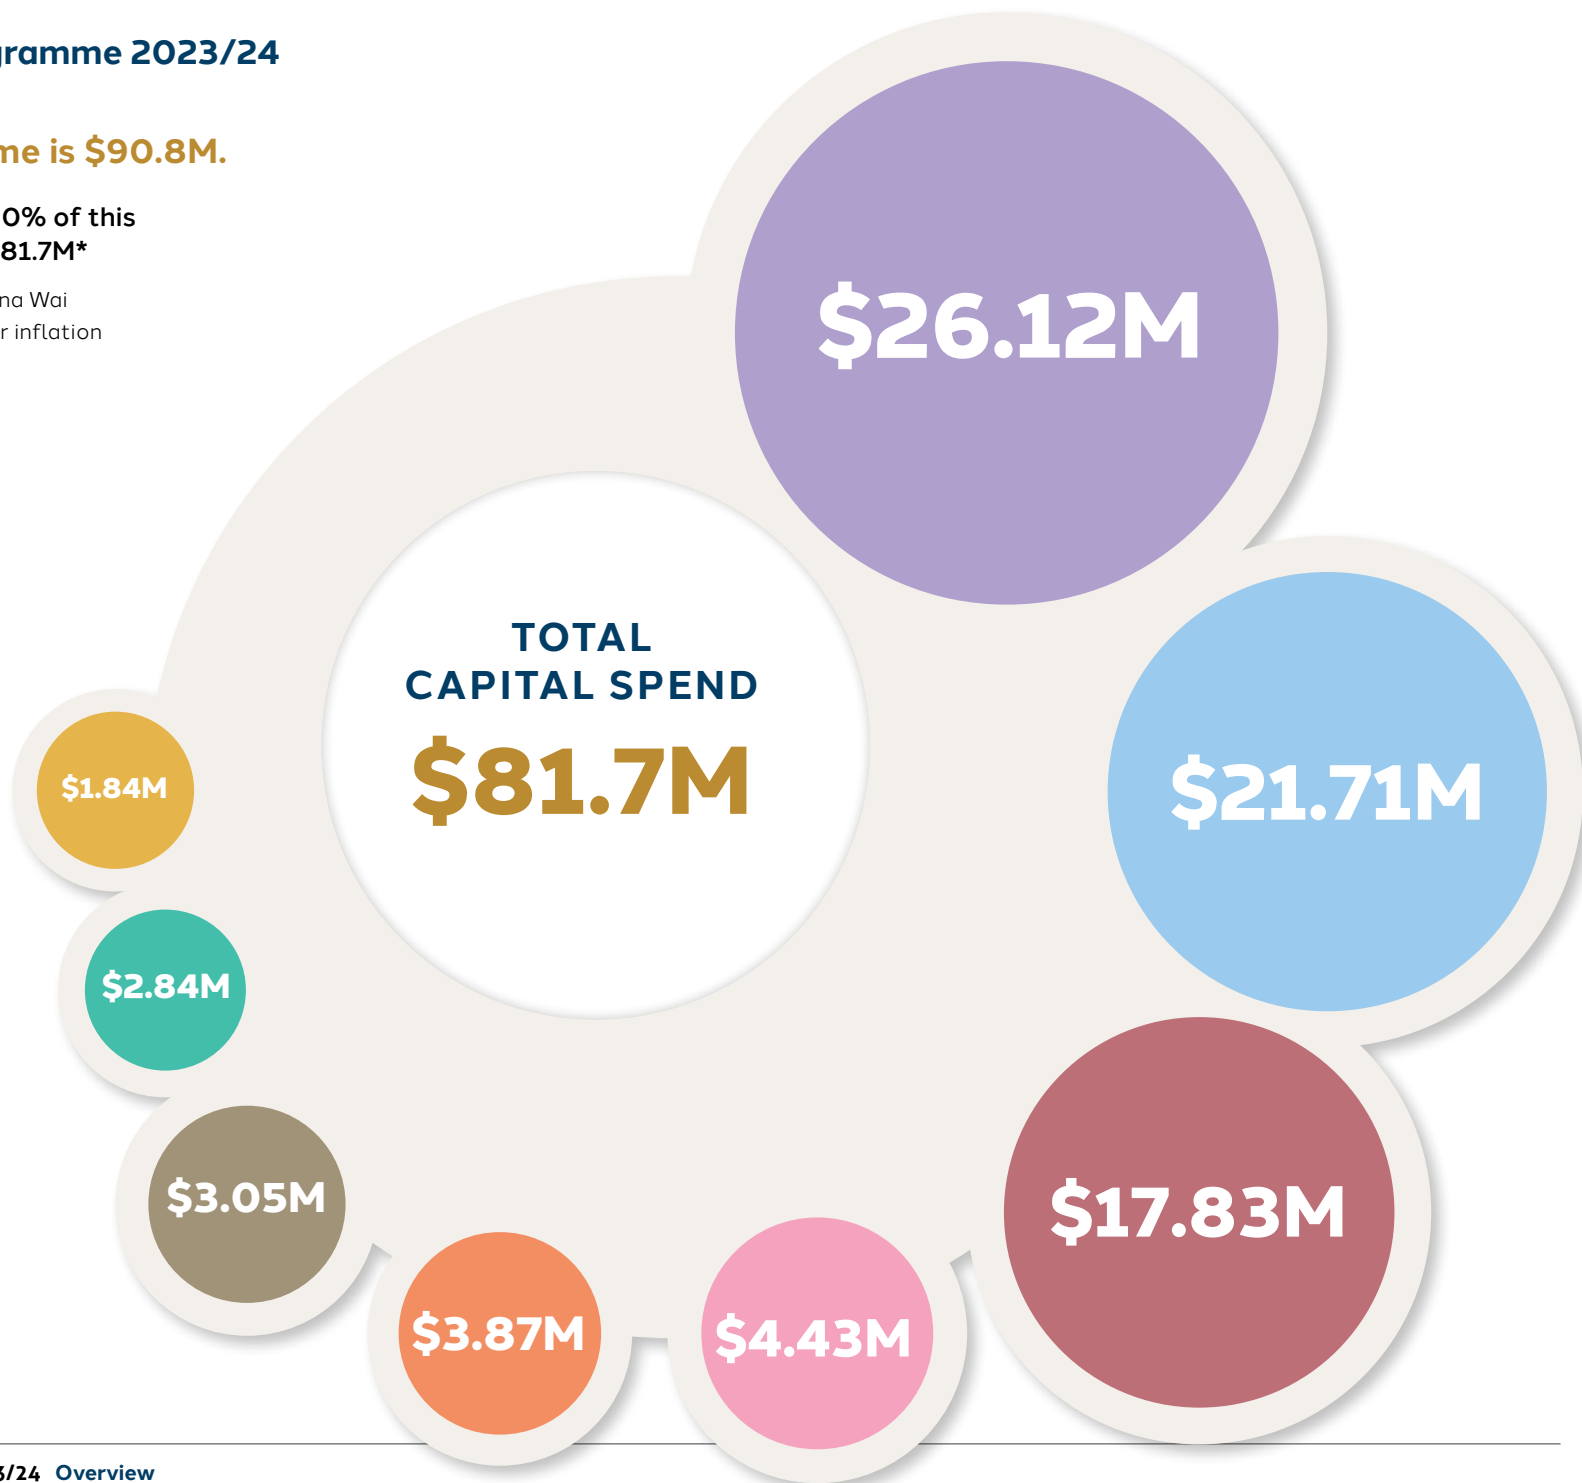 gramme 2023/24
me is $90.8M.
0% of this
81.7M*
na Wai
r inflation
$26.12M
TOTAL
CAPITAL SPEND
$81.7M
$1.84M
$21.71M
$2.84M
$3.05M
$17.83M
$3.87M
$4.43M
3/24 Overview